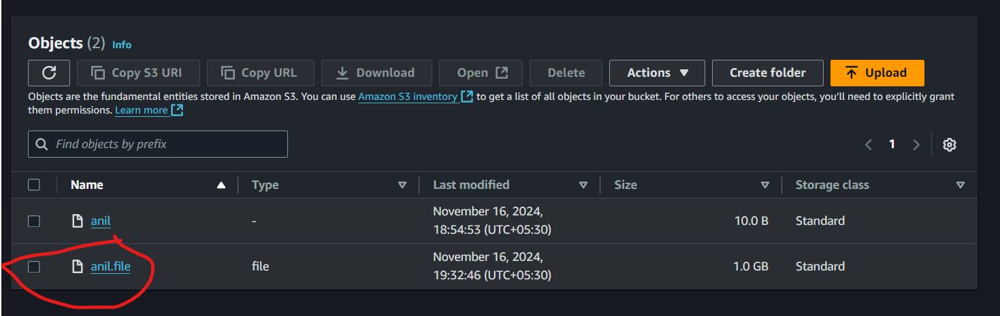 Objects (2) Info
Copy S3 URI Copy URL Download Open Delete Actions Create folder Upload
Objects are the fundamental entities stored in Amazon S3. You can use Amazon S3 inventory to get a list of all objects in your bucket. For others to access your objects, you'll need to explicitly grant
them permissions. Learn more
Find objects by prefix 1
Name Type Last modified Size Storage class
anil - November 16, 2024, 18:54:53 (UTC+05:30) 10.0 B Standard
anil.file file November 16, 2024, 19:32:46 (UTC+05:30) 1.0 GB Standard